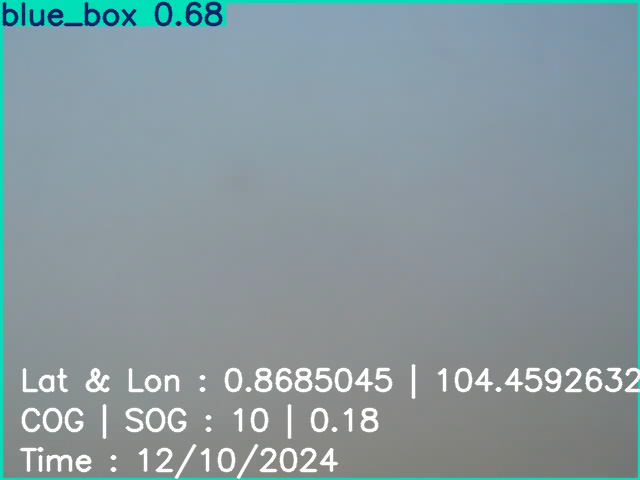 blue_box 0.68
Lat & Lon : 0.8685045 | 104.4592632
COG | SOG : 10 | 0.18
Time : 12/10/2024